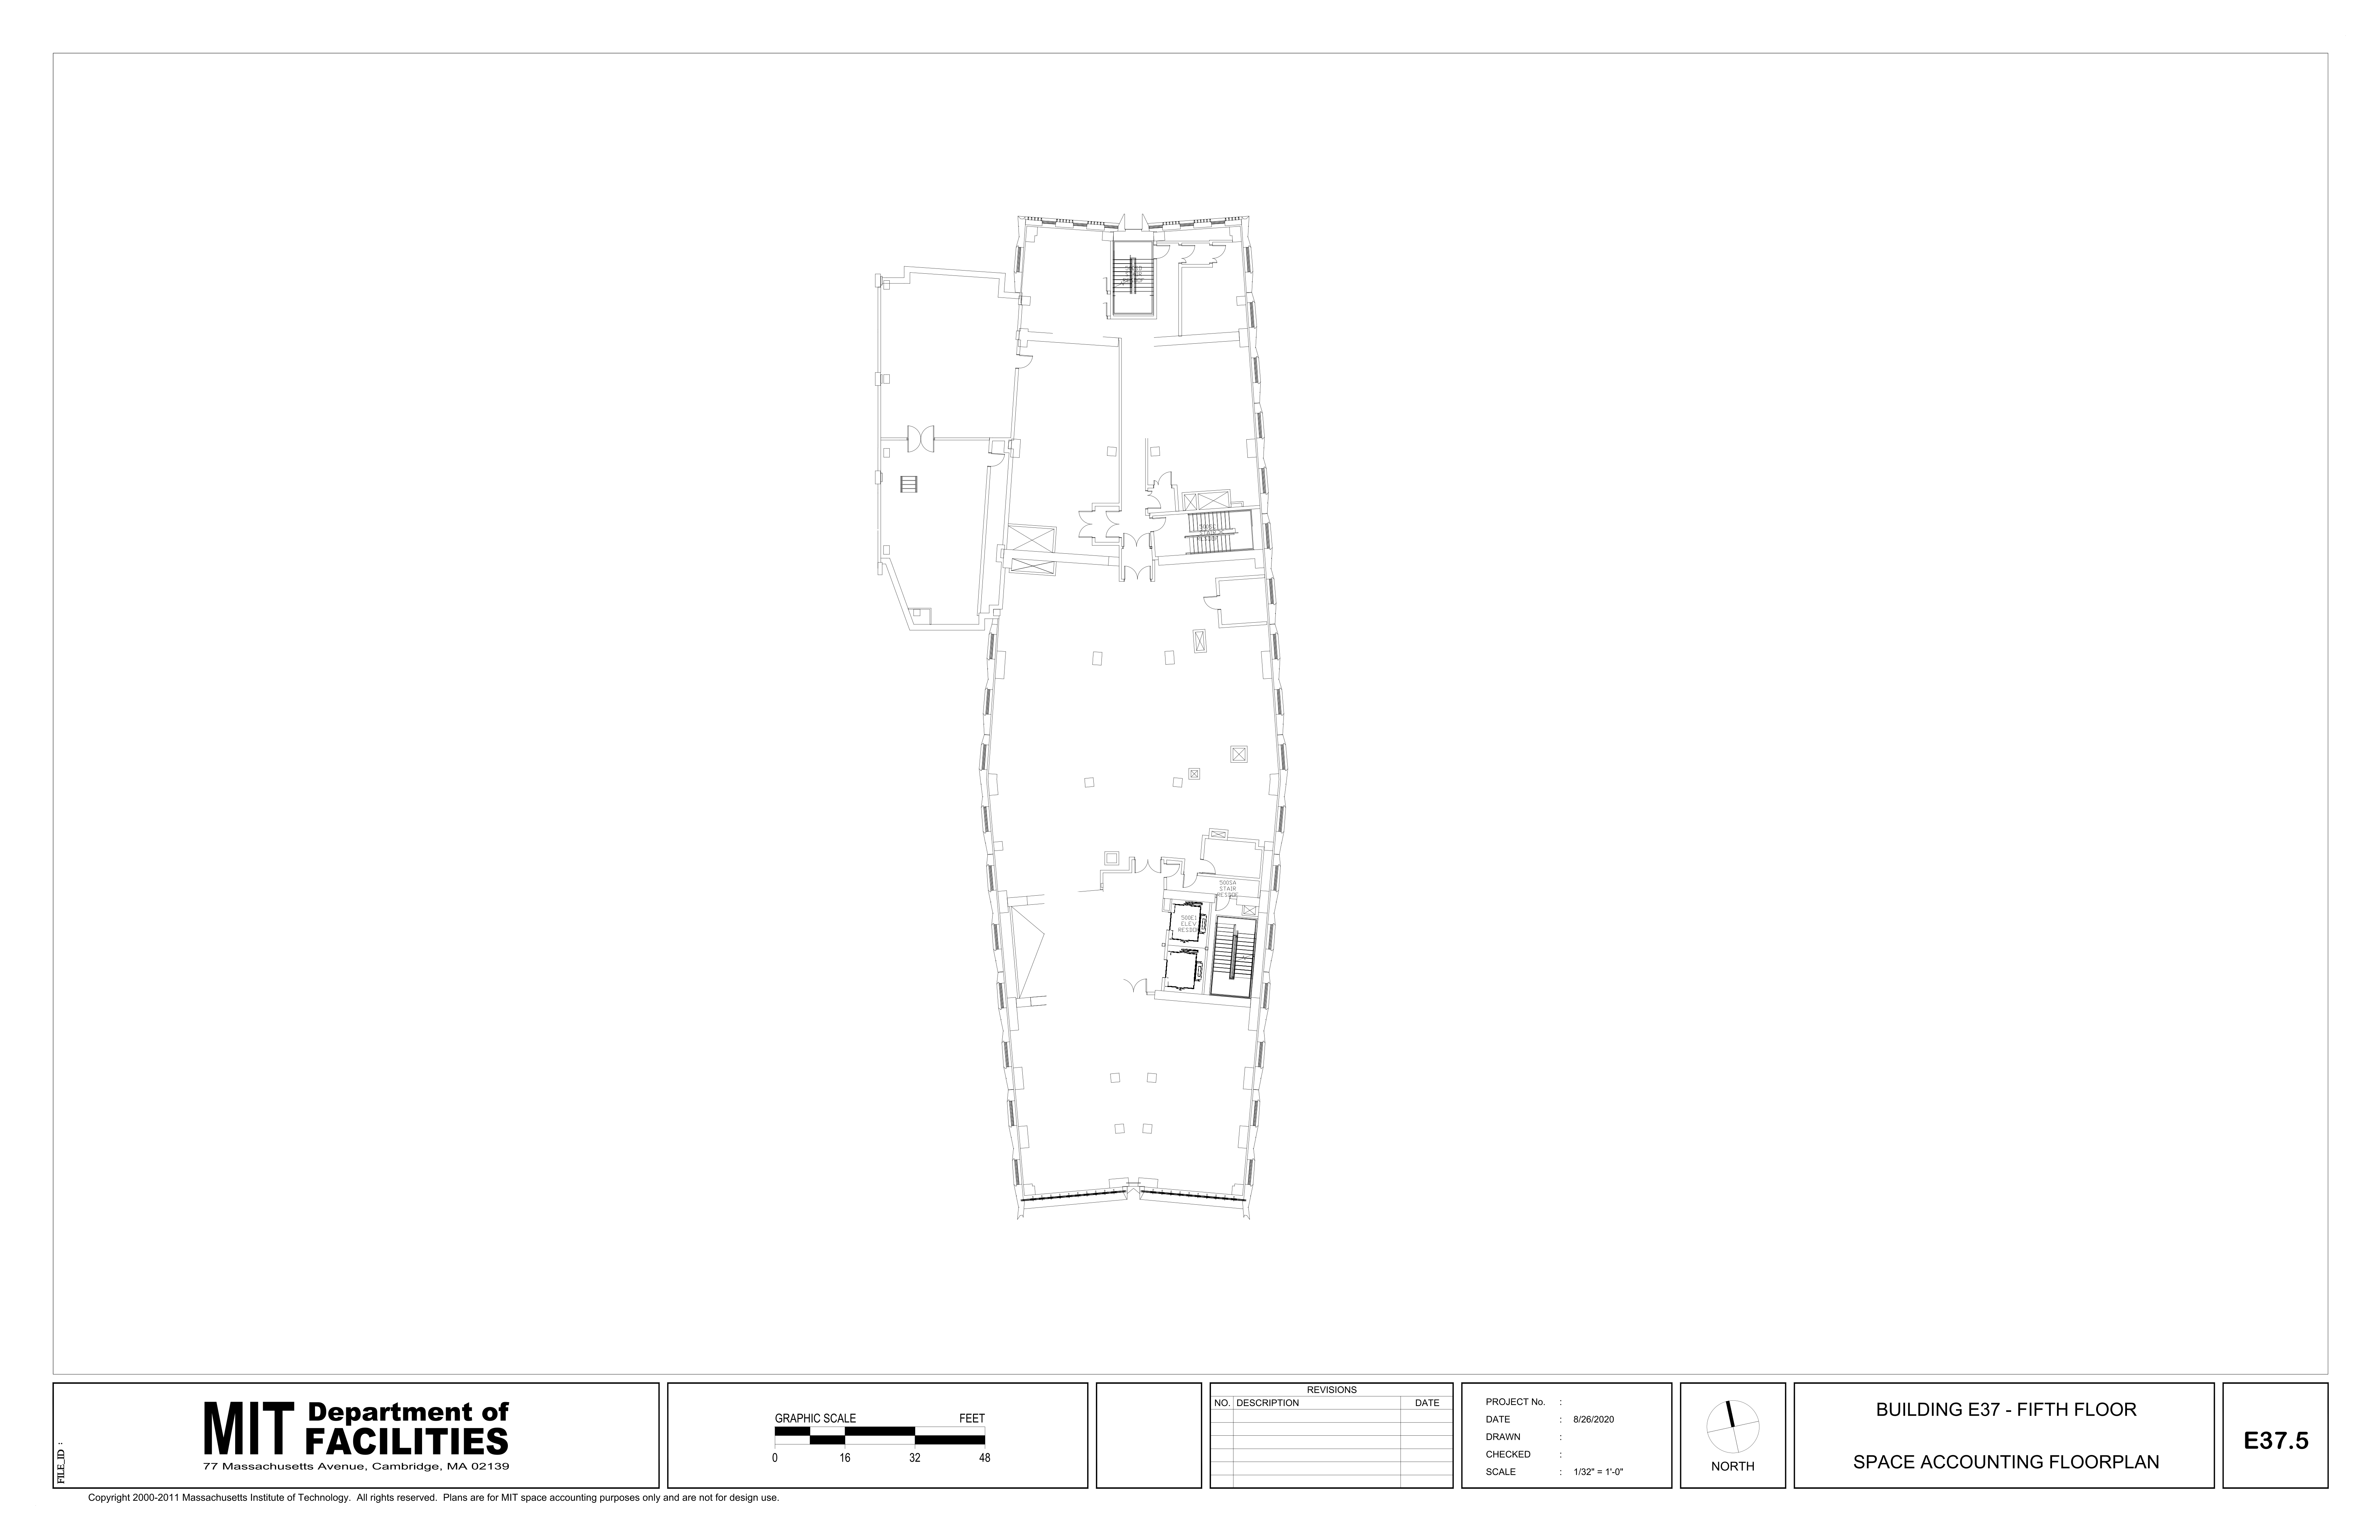 500SA
STAIR
500E1
ELEV
MIT Department of
FACILITIES
77 Massachusetts Avenue, Cambridge, MA 02139
FILE_ID :
GRAPHIC SCALE FEET
0 16 32 48
REVISIONS
NO. DESCRIPTION DATE
PROJECT No. :
DATE : 8/26/2020
DRAWN :
CHECKED :
SCALE : 1/32" = 1'-0"
NORTH
BUILDING E37 - FIFTH FLOOR
SPACE ACCOUNTING FLOORPLAN
E37.5
Copyright 2000-2011 Massachusetts Institute of Technology. All rights reserved. Plans are for MIT space accounting purposes only and are not for design use.